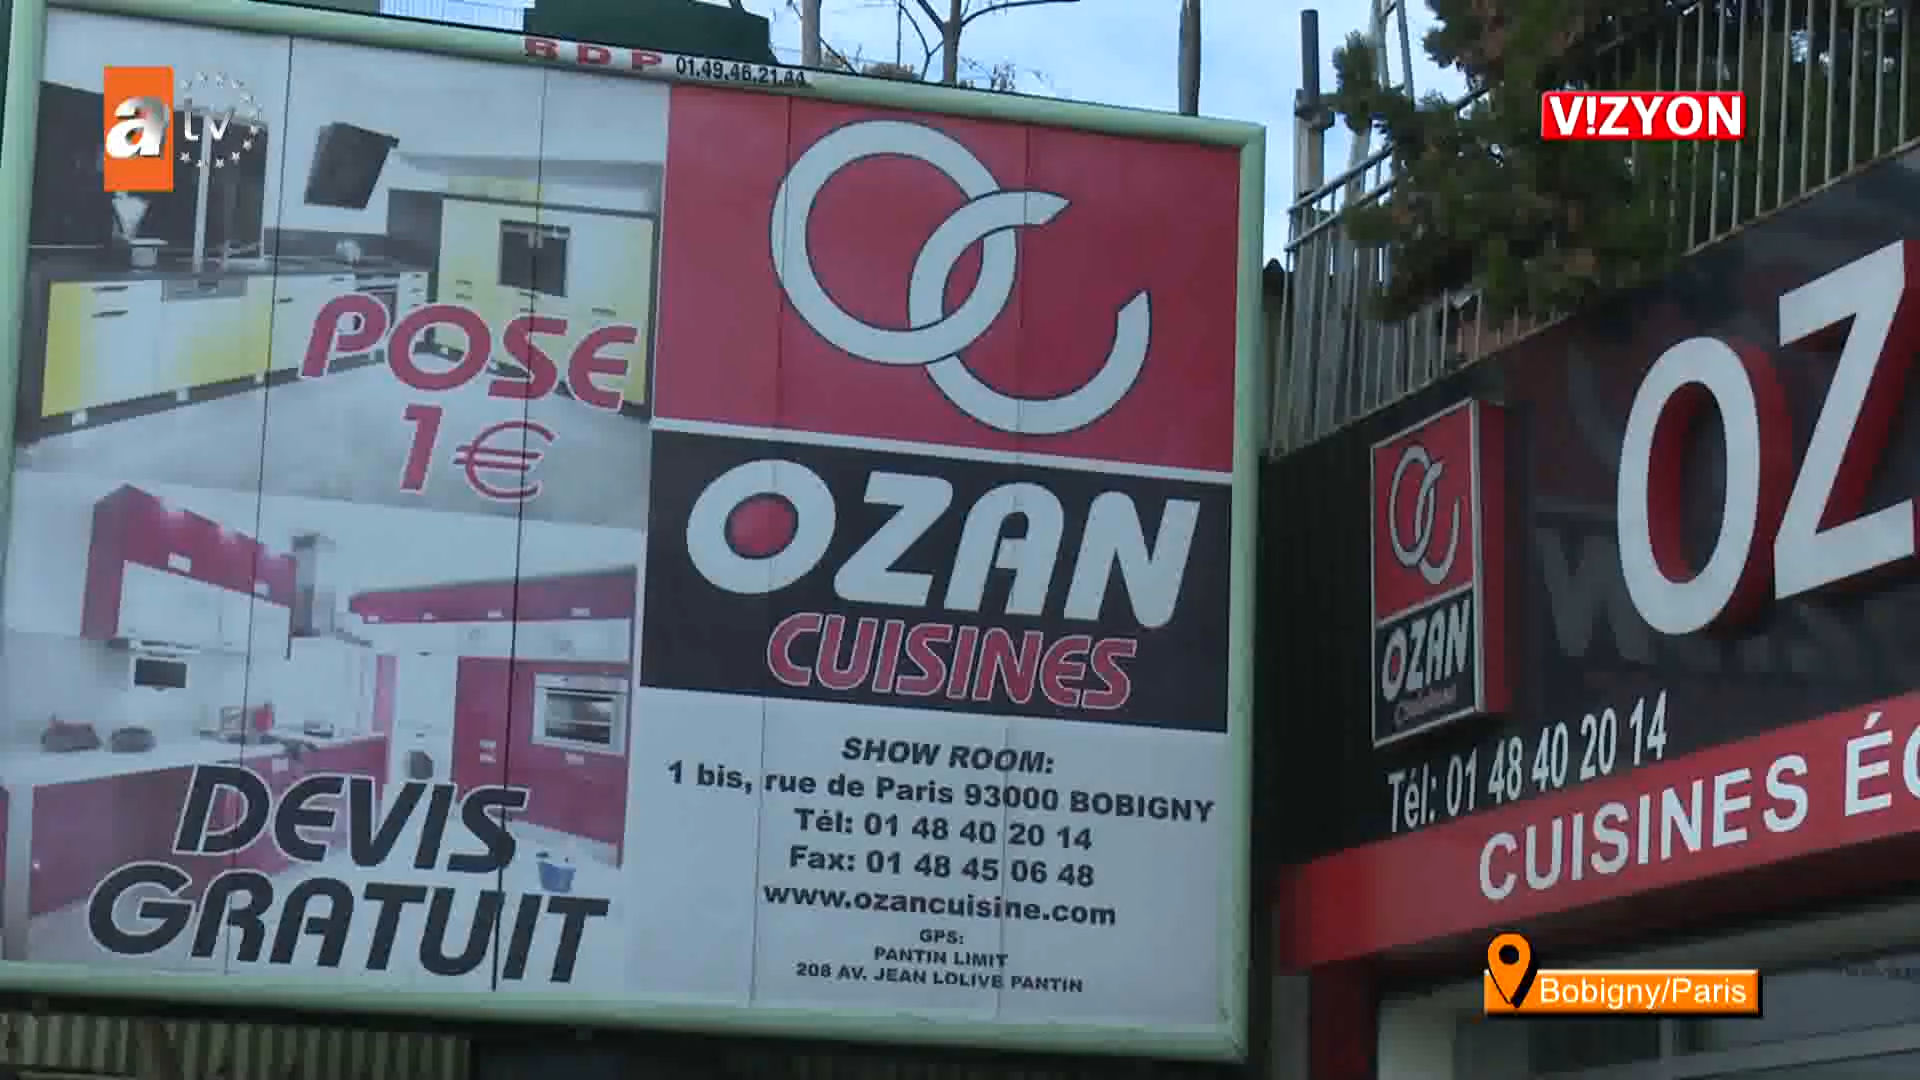 atv
V!ZYON
BDP 01.49.46.21.44
POSE
1€
DEVIS
GRATUIT
OZAN
CUISINES
SHOW ROOM:
1 bis, rue de Paris 93000 BOBIGNY
Tél: 01 48 40 20 14
Fax: 01 48 45 06 48
www.ozancuisine.com
GPS:
PANTIN LIMIT
208 AV. JEAN LOLIVE PANTIN
OZ
OZAN
Tél: 01 48 40 20 14
CUISINES ÉQ
Bobigny/Paris